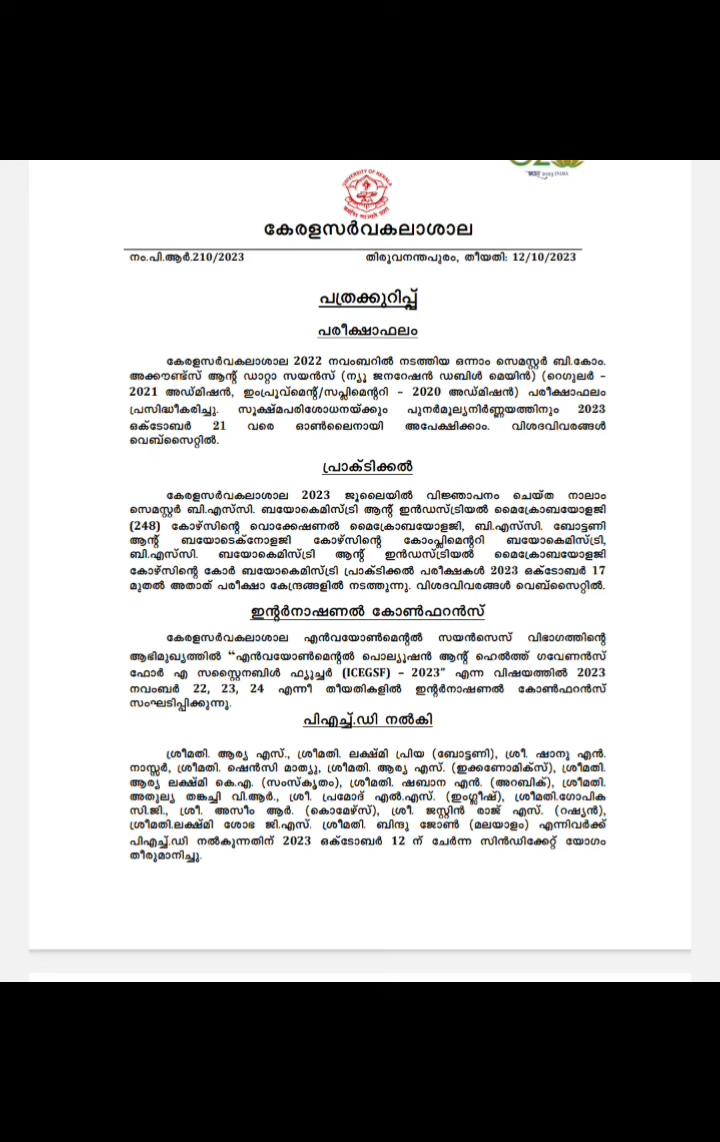 UNIVERSITY OF KERALA
കേരളസർവകലാശാല
നം.പി.ആർ.210/2023 തിരുവനന്തപുരം, തീയതി: 12/10/2023
പത്രക്കുറിപ്പ്
പരീക്ഷാഫലം
കേരളസർവകലാശാല 2022 നവംബറിൽ നടത്തിയ ഒന്നാം സെമസ്റ്റർ ബി.കോം.
അക്കൗണ്ട്സ് ആന്റ് ഡാറ്റാ സയൻസ് (ന്യൂ ജനറേഷൻ ഡബിൾ മെയിൻ) (റെഗുലർ –
2021 അഡ്മിഷൻ, ഇംപ്രൂവ്മെന്റ്/സപ്ലിമെന്ററി – 2020 അഡ്മിഷൻ) പരീക്ഷാഫലം
പ്രസിദ്ധീകരിച്ചു. സൂക്ഷ്മപരിശോധനയ്ക്കും പുനർമൂല്യനിർണ്ണയത്തിനും 2023
ഒക്ടോബർ 21 വരെ ഓൺലൈനായി അപേക്ഷിക്കാം. വിശദവിവരങ്ങൾ
വെബ്സൈറ്റിൽ.
പ്രാക്ടിക്കൽ
കേരളസർവകലാശാല 2023 ജൂലൈയിൽ വിജ്ഞാപനം ചെയ്ത നാലാം
സെമസ്റ്റർ ബി.എസ്‌സി. ബയോകെമിസ്ട്രി ആന്റ് ഇൻഡസ്ട്രിയൽ മൈക്രോബയോളജി
(248) കോഴ്സിന്റെ വൊക്കേഷണൽ മൈക്രോബയോളജി, ബി.എസ്‌സി. ബോട്ടണി
ആന്റ് ബയോടെക്നോളജി കോഴ്സിന്റെ കോംപ്ലിമെന്ററി ബയോകെമിസ്ട്രി,
ബി.എസ്‌സി. ബയോകെമിസ്ട്രി ആന്റ് ഇൻഡസ്ട്രിയൽ മൈക്രോബയോളജി
കോഴ്സിന്റെ കോർ ബയോകെമിസ്ട്രി പ്രാക്ടിക്കൽ പരീക്ഷകൾ 2023 ഒക്ടോബർ 17
മുതൽ അതാത് പരീക്ഷാ കേന്ദ്രങ്ങളിൽ നടത്തുന്നു. വിശദവിവരങ്ങൾ വെബ്സൈറ്റിൽ.
ഇന്റർനാഷണൽ കോൺഫറൻസ്
കേരളസർവകലാശാല എൻവയോൺമെന്റൽ സയൻസെസ് വിഭാഗത്തിന്റെ
ആഭിമുഖ്യത്തിൽ “എൻവയോൺമെന്റൽ പൊല്യൂഷൻ ആന്റ് ഹെൽത്ത് ഗവേണൻസ്
ഫോർ എ സസ്റ്റൈനബിൾ ഫ്യൂച്ചർ (ICEGSF) – 2023” എന്ന വിഷയത്തിൽ 2023
നവംബർ 22, 23, 24 എന്നീ തീയതികളിൽ ഇന്റർനാഷണൽ കോൺഫറൻസ്
സംഘടിപ്പിക്കുന്നു.
പിഎച്ച്.ഡി നൽകി
ശ്രീമതി. ആര്യ എസ്., ശ്രീമതി. ലക്ഷ്മി പ്രിയ (ബോട്ടണി), ശ്രീ. ഷാനു എൻ.
നാസ്സർ, ശ്രീമതി. ഷെൻസി മാത്യു, ശ്രീമതി. ആര്യ എസ്. (ഇക്കണോമിക്സ്), ശ്രീമതി.
ആര്യ ലക്ഷ്മി കെ.എ. (സംസ്കൃതം), ശ്രീമതി. ഷബാന എൻ. (അറബിക്), ശ്രീമതി.
അതുല്യ തങ്കച്ചി വി.ആർ., ശ്രീ. പ്രമോദ് എൽ.എസ്. (ഇംഗ്ലീഷ്), ശ്രീമതി.ഗോപിക
സി.ജി., ശ്രീ. അസീം ആർ. (കൊമേഴ്സ്), ശ്രീ. ജസ്റ്റിൻ രാജ് എസ്. (റഷ്യൻ),
ശ്രീമതി.ലക്ഷ്മി ശോഭ ജി.എസ്. ശ്രീമതി. ബിന്ദു ജോൺ (മലയാളം) എന്നിവർക്ക്
പിഎച്ച്.ഡി നൽകുന്നതിന് 2023 ഒക്ടോബർ 12 ന് ചേർന്ന സിൻഡിക്കേറ്റ് യോഗം
തീരുമാനിച്ചു.